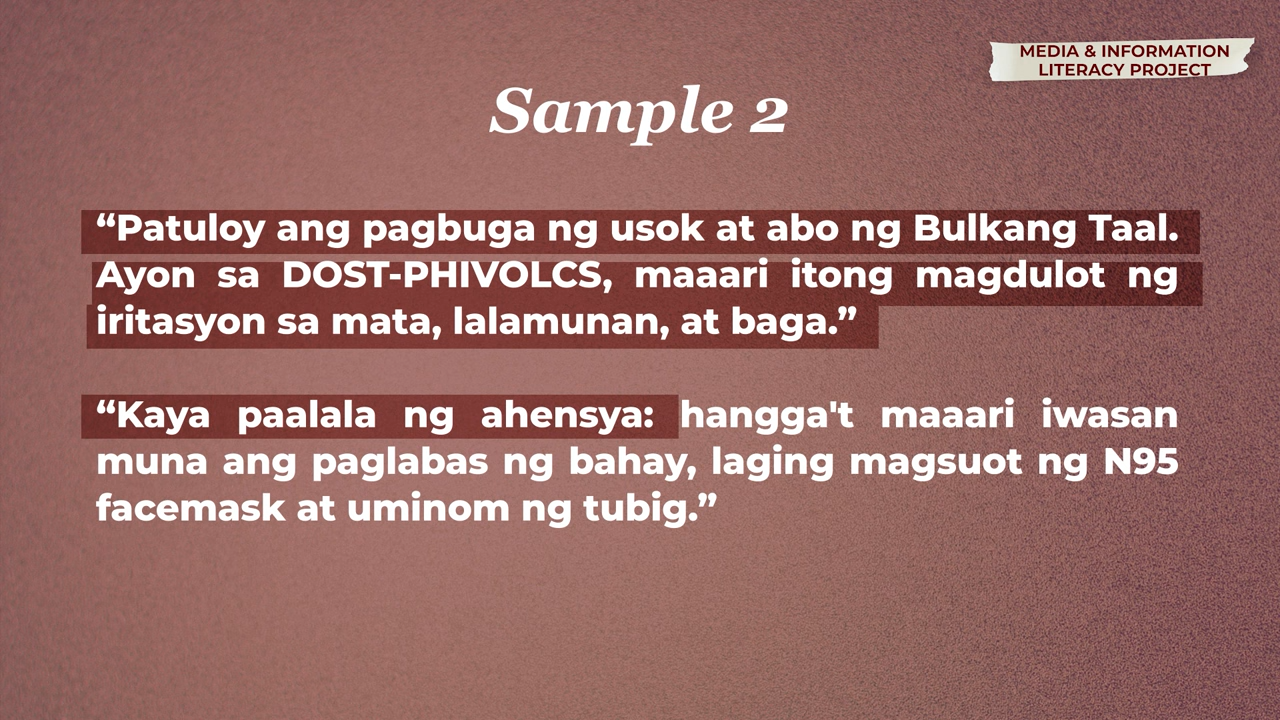 MEDIA & INFORMATION
LITERACY PROJECT
Sample 2
“Patuloy ang pagbuga ng usok at abo ng Bulkang Taal.
Ayon sa DOST-PHIVOLCS, maaari itong magdulot ng
iritasyon sa mata, lalamunan, at baga.”
“Kaya paalala ng ahensya: hangga't maaari iwasan
muna ang paglabas ng bahay, laging magsuot ng N95
facemask at uminom ng tubig.”